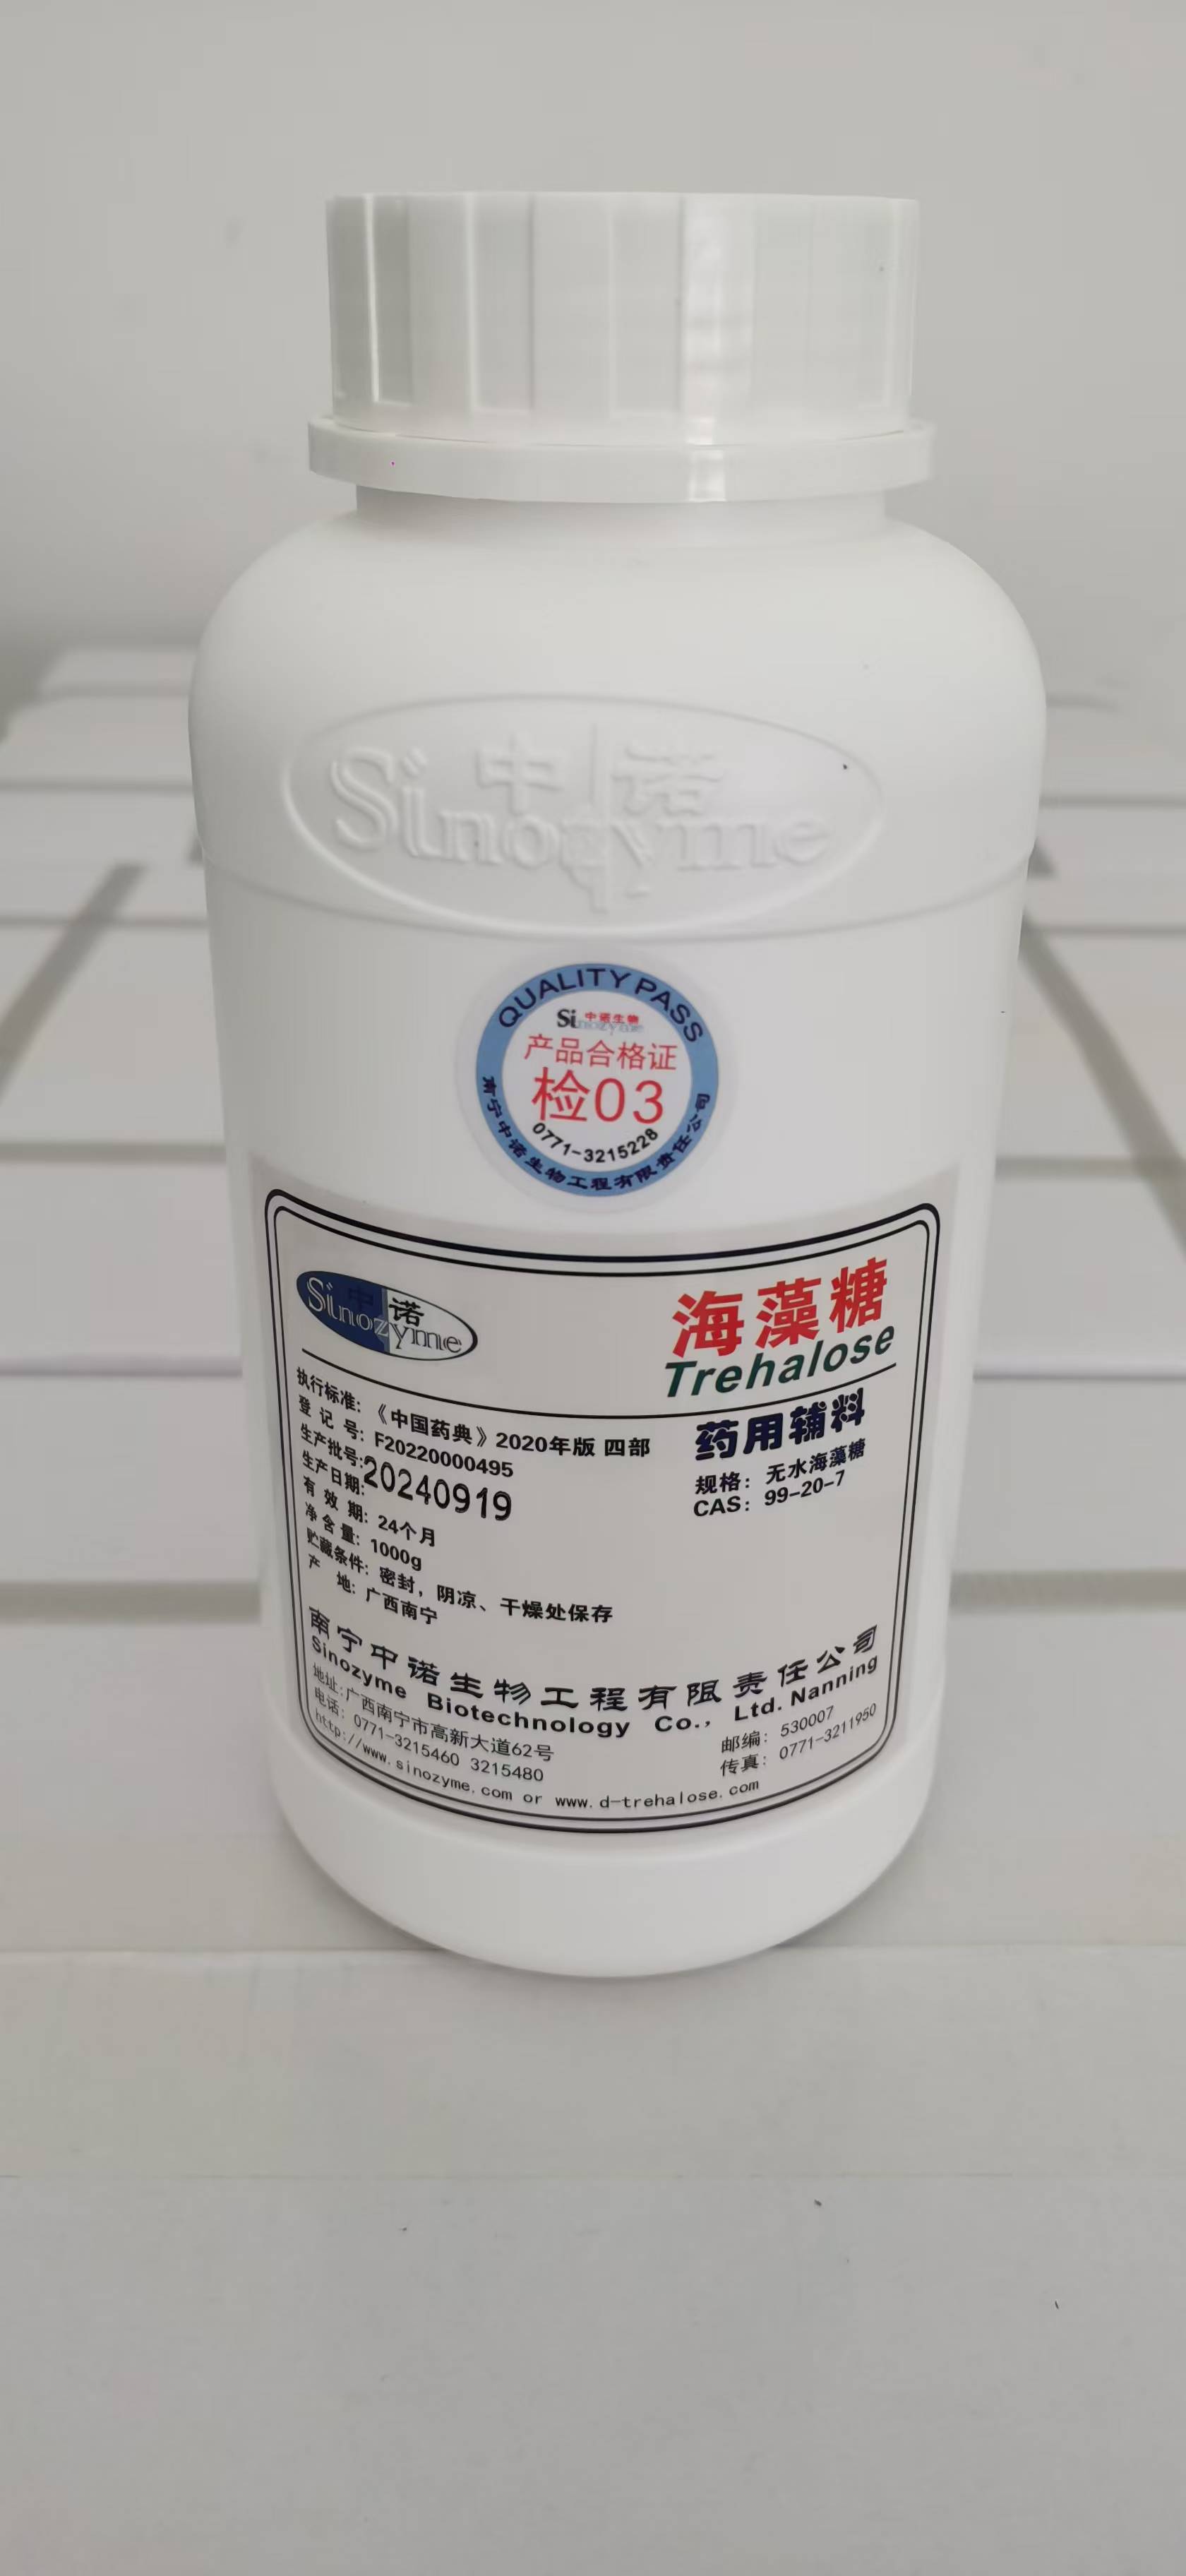 中诺
Sinozyme
QUALITY PASS
中诺生物
Sinozyme
产品合格证
检03
0771-3215228
南宁中诺生物工程有限责任公司
中诺
Sinozyme
海藻糖
Trehalose
执行标准：《中国药典》2020年版 四部
登记号：F20220000495
生产批号:
生产日期:
20240919
有效期：24个月
净含量：1000g
贮藏条件：密封，阴凉、干燥处保存
产地：广西南宁
药用辅料
规格：无水海藻糖
CAS：99-20-7
南宁中诺生物工程有限责任公司
Sinozyme Biotechnology Co., Ltd. Nanning
地址:广西南宁市高新大道62号
邮编：530007
电话：0771-3215460 3215480
传真：0771-3211950
http://www.sinozyme.com or www.d-trehalose.com